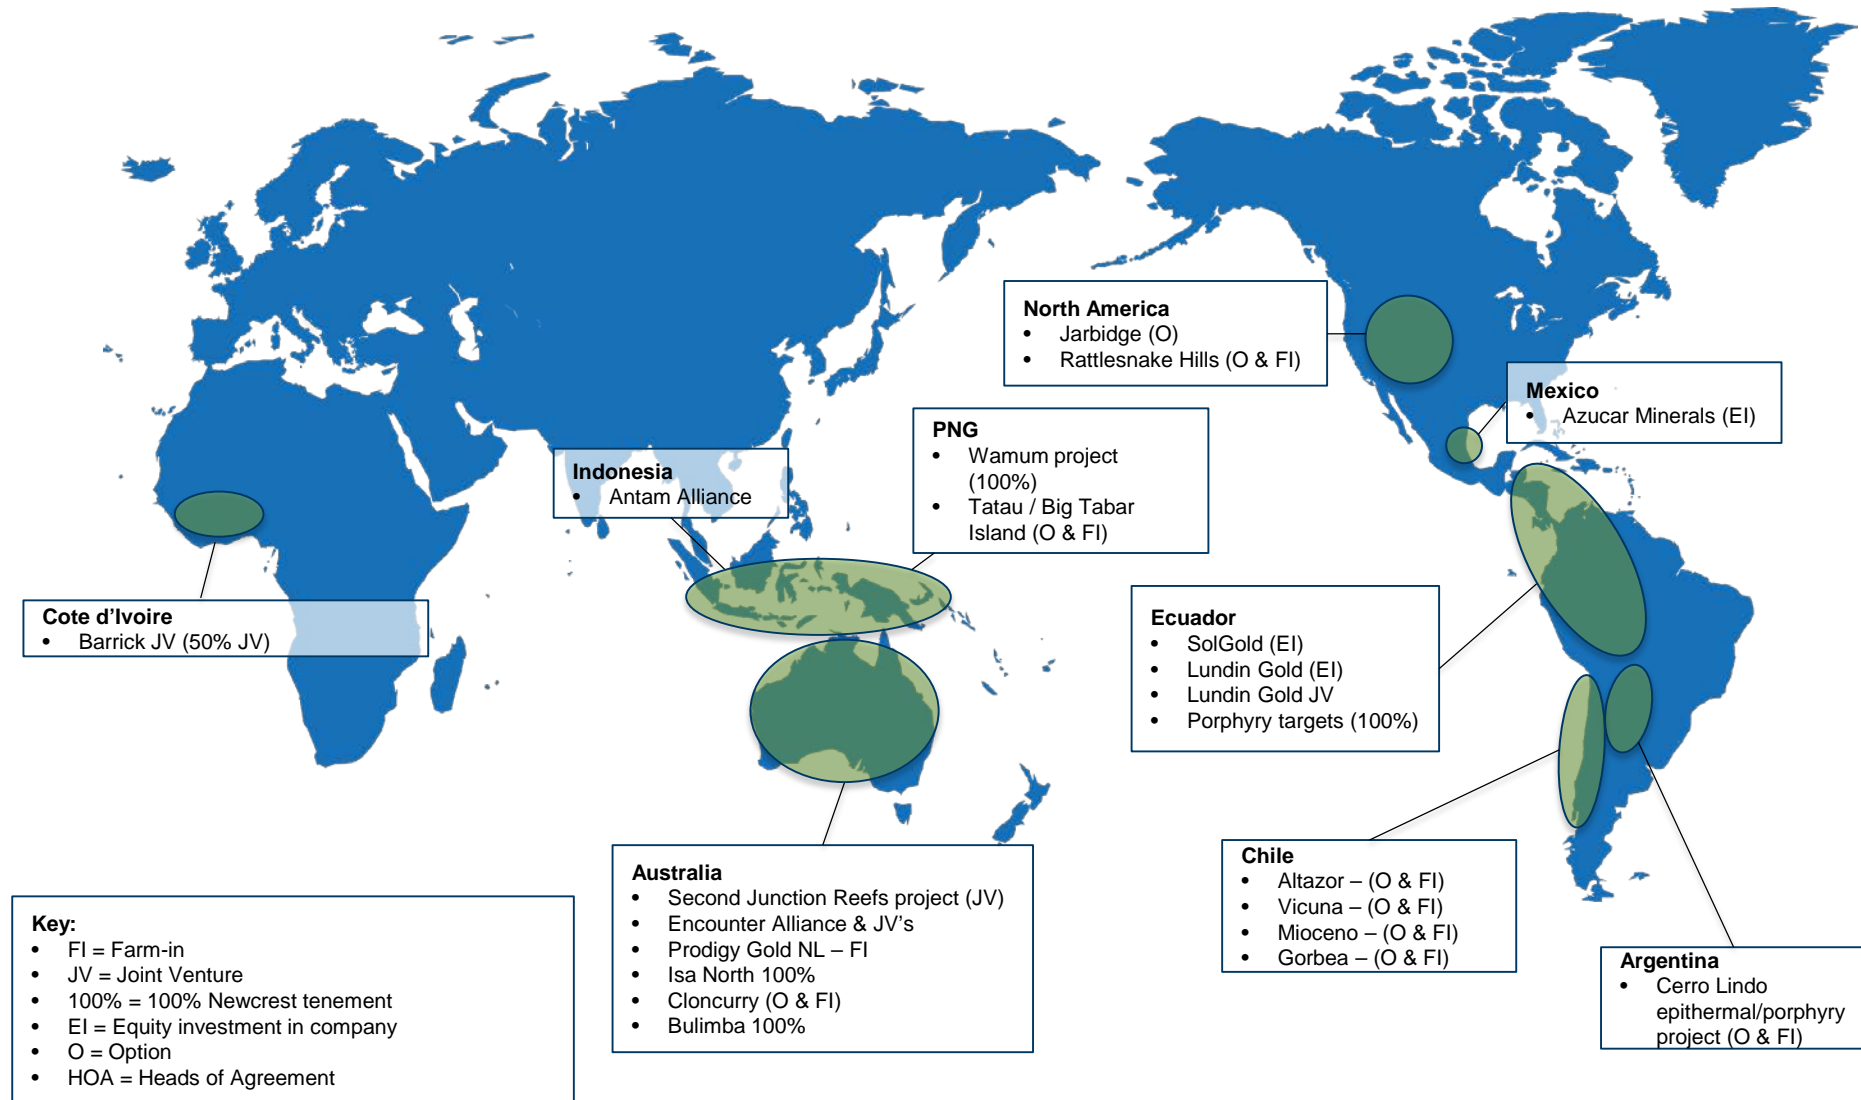 North America
• Jarbidge (O)
• Rattlesnake Hills (O & FI)
Mexico
• Azucar Minerals (EI)
PNG
• Wamum project
(100%)
• Tatau / Big Tabar
Island (O & FI)
Indonesia
• Antam Alliance
Cote d'Ivoire
• Barrick JV (50% JV)
Ecuador
• SolGold (EI)
• Lundin Gold (EI)
• Lundin Gold JV
• Porphyry targets (100%)
Australia
• Second Junction Reefs project (JV)
• Encounter Alliance & JV's
• Prodigy Gold NL – FI
• Isa North 100%
• Cloncurry (O & FI)
• Bulimba 100%
Chile
• Altazor – (O & FI)
• Vicuna – (O & FI)
• Mioceno – (O & FI)
• Gorbea – (O & FI)
Argentina
• Cerro Lindo
epithermal/porphyry
project (O & FI)
Key:
• FI = Farm-in
• JV = Joint Venture
• 100% = 100% Newcrest tenement
• EI = Equity investment in company
• O = Option
• HOA = Heads of Agreement